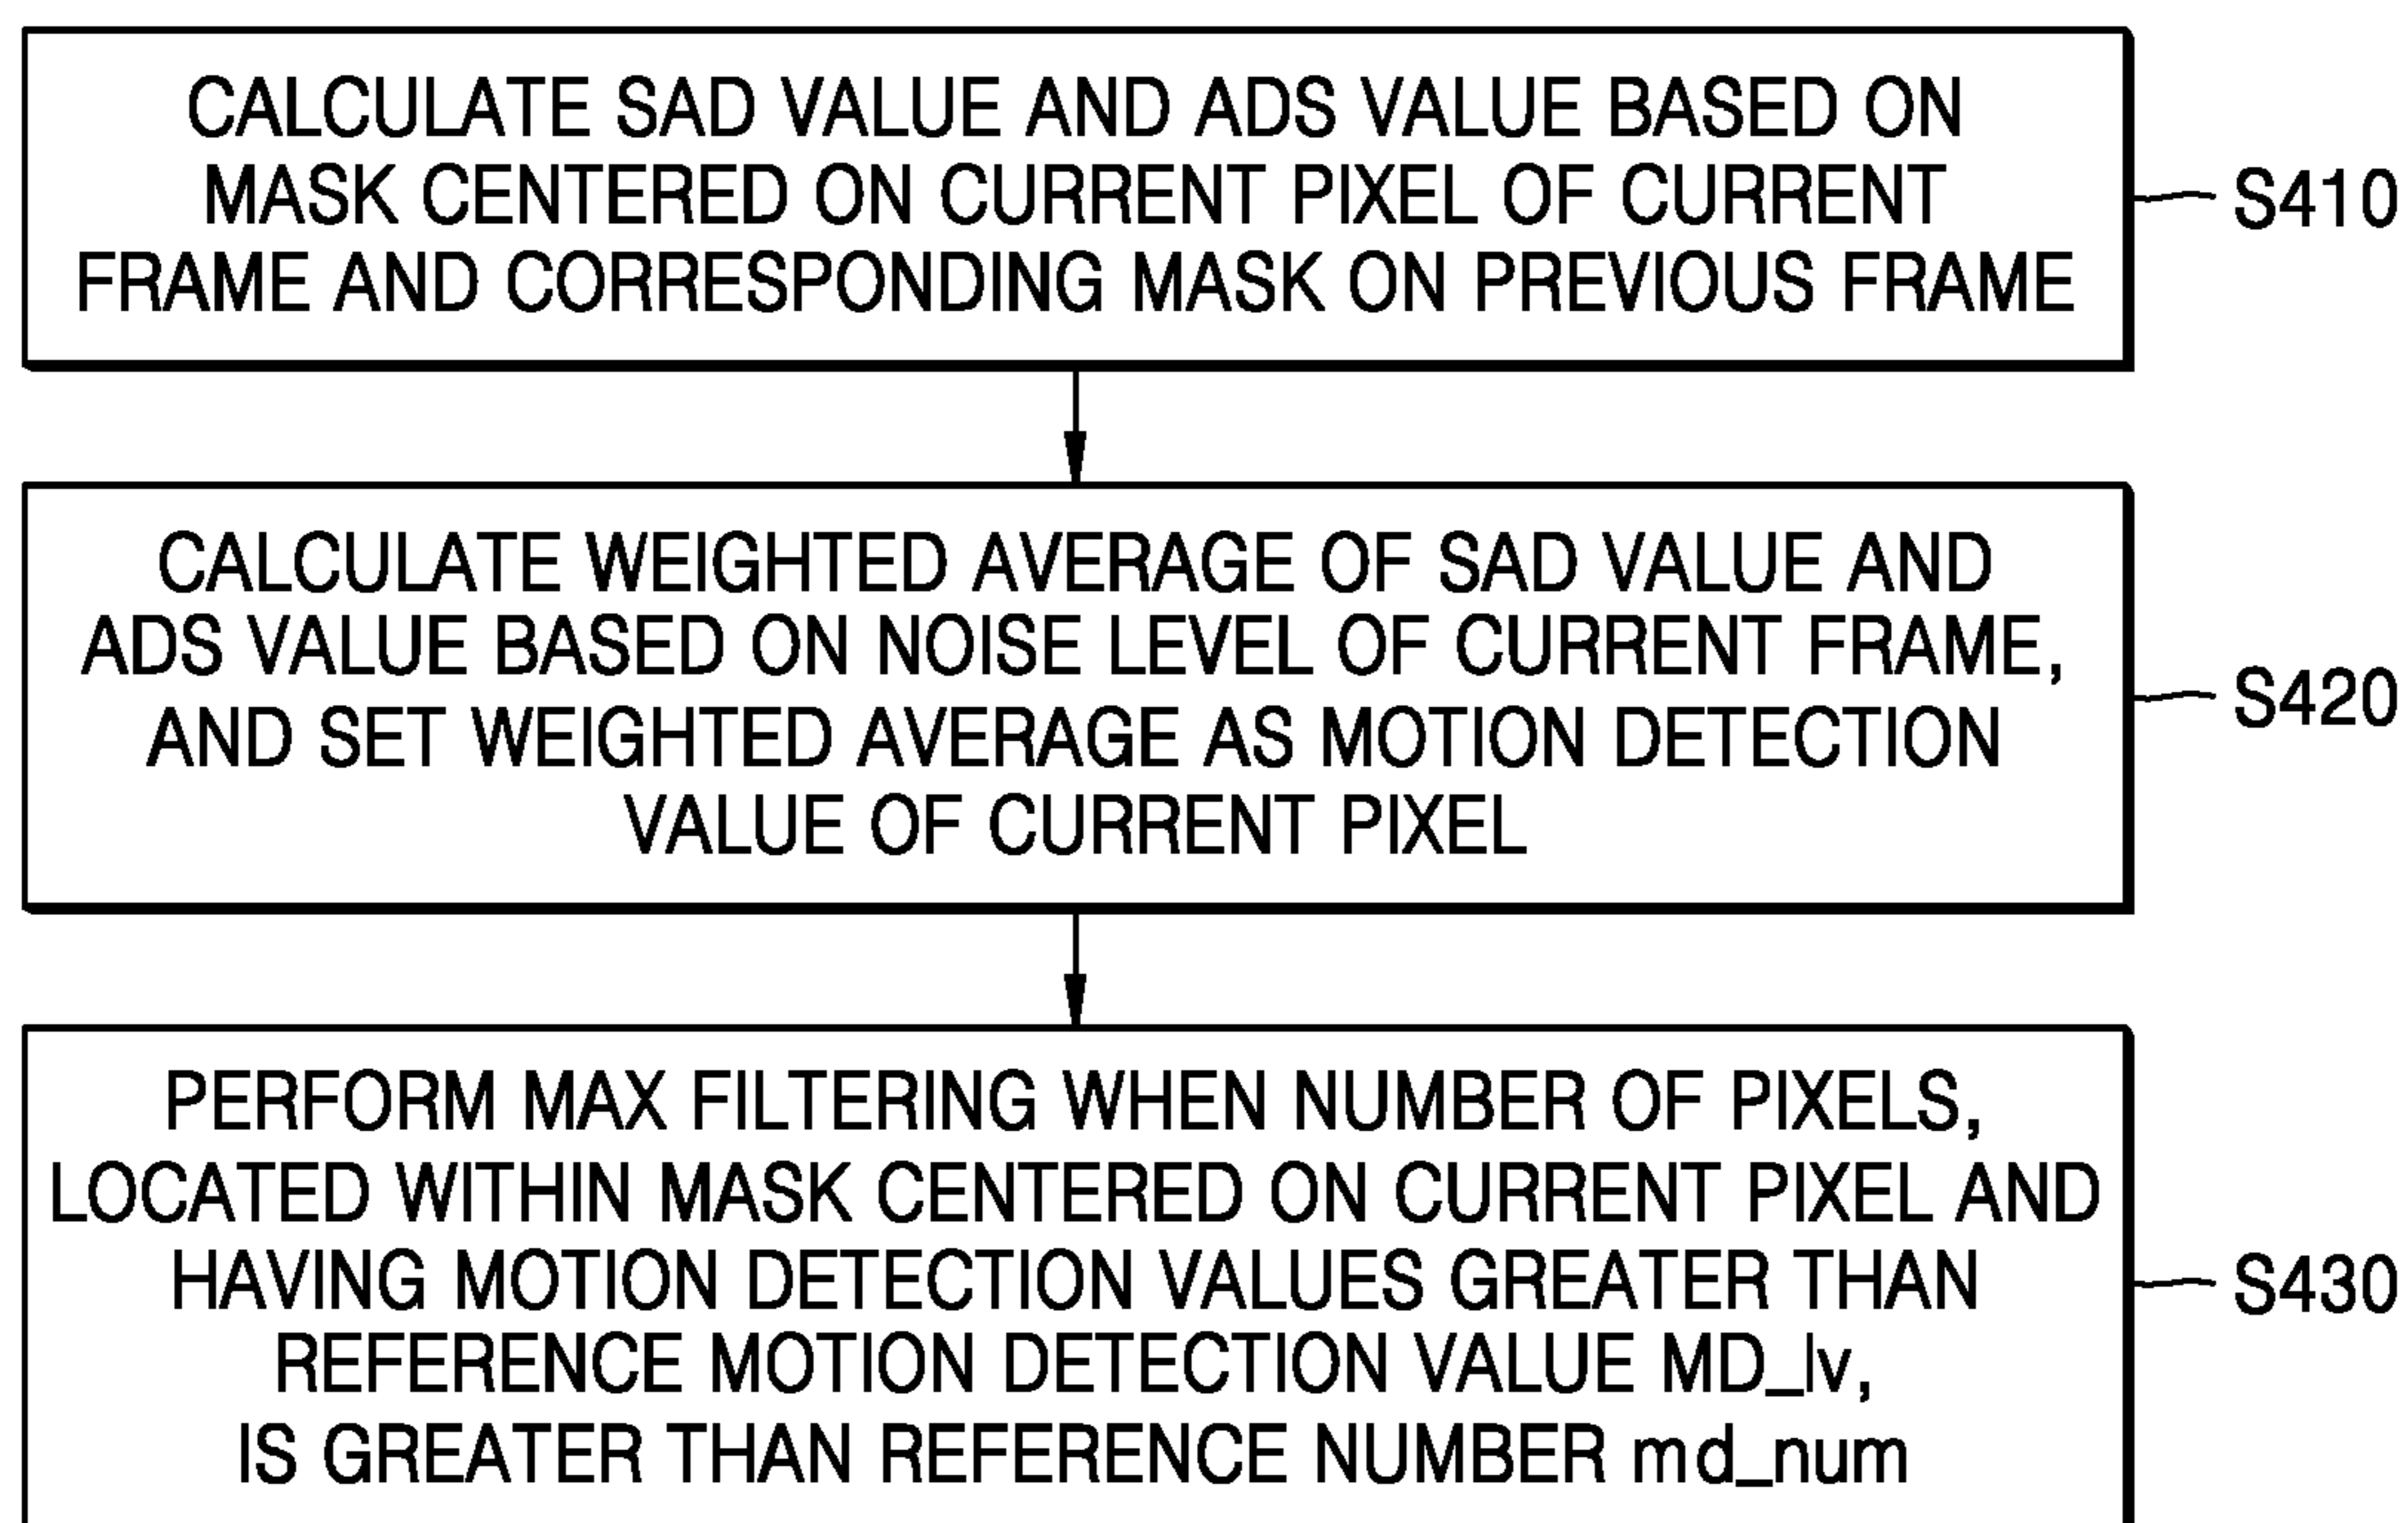 CALCULATE SAD VALUE AND ADS VALUE BASED ON
MASK CENTERED ON CURRENT PIXEL OF CURRENT
FRAME AND CORRESPONDING MASK ON PREVIOUS FRAME
S410
CALCULATE WEIGHTED AVERAGE OF SAD VALUE AND
ADS VALUE BASED ON NOISE LEVEL OF CURRENT FRAME,
AND SET WEIGHTED AVERAGE AS MOTION DETECTION
VALUE OF CURRENT PIXEL
S420
PERFORM MAX FILTERING WHEN NUMBER OF PIXELS,
LOCATED WITHIN MASK CENTERED ON CURRENT PIXEL AND
HAVING MOTION DETECTION VALUES GREATER THAN
REFERENCE MOTION DETECTION VALUE MD_lv,
IS GREATER THAN REFERENCE NUMBER md_num
S430